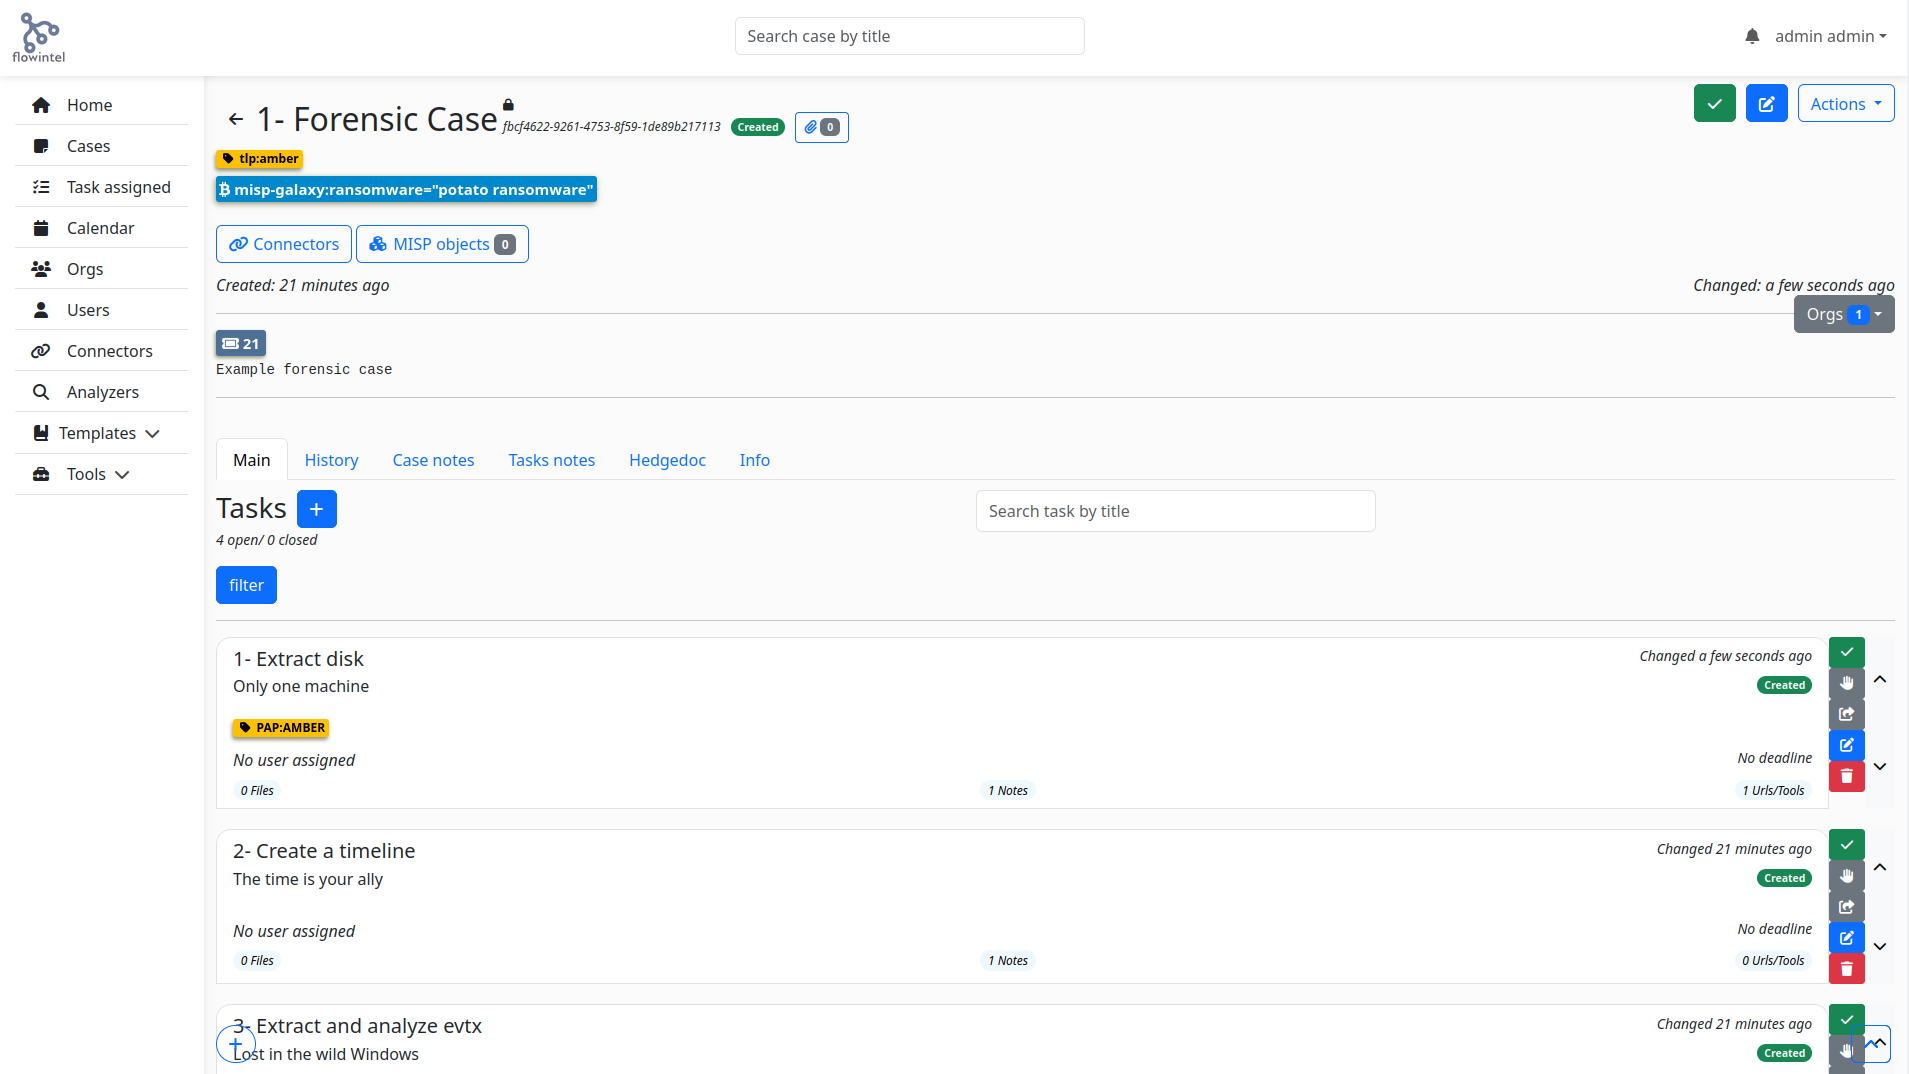 flowintel
Search case by title
admin admin
Home
Cases
Task assigned
Calendar
Orgs
Users
Connectors
Analyzers
Templates
Tools
1- Forensic Case fbcf4622-9261-4753-8f59-1de89b217113 Created 0
Actions
tlp:amber
misp-galaxy:ransomware="potato ransomware"
Connectors
MISP objects 0
Created: 21 minutes ago
Changed: a few seconds ago
Orgs 1
21
Example forensic case
Main History Case notes Tasks notes Hedgedoc Info
Tasks +
Search task by title
4 open/ 0 closed
filter
1- Extract disk
Changed a few seconds ago
Only one machine
Created
PAP:AMBER
No user assigned
No deadline
0 Files
1 Notes
1 Urls/Tools
2- Create a timeline
Changed 21 minutes ago
The time is your ally
Created
No user assigned
No deadline
0 Files
1 Notes
0 Urls/Tools
3- Extract and analyze evtx
Changed 21 minutes ago
Lost in the wild Windows
Created
+